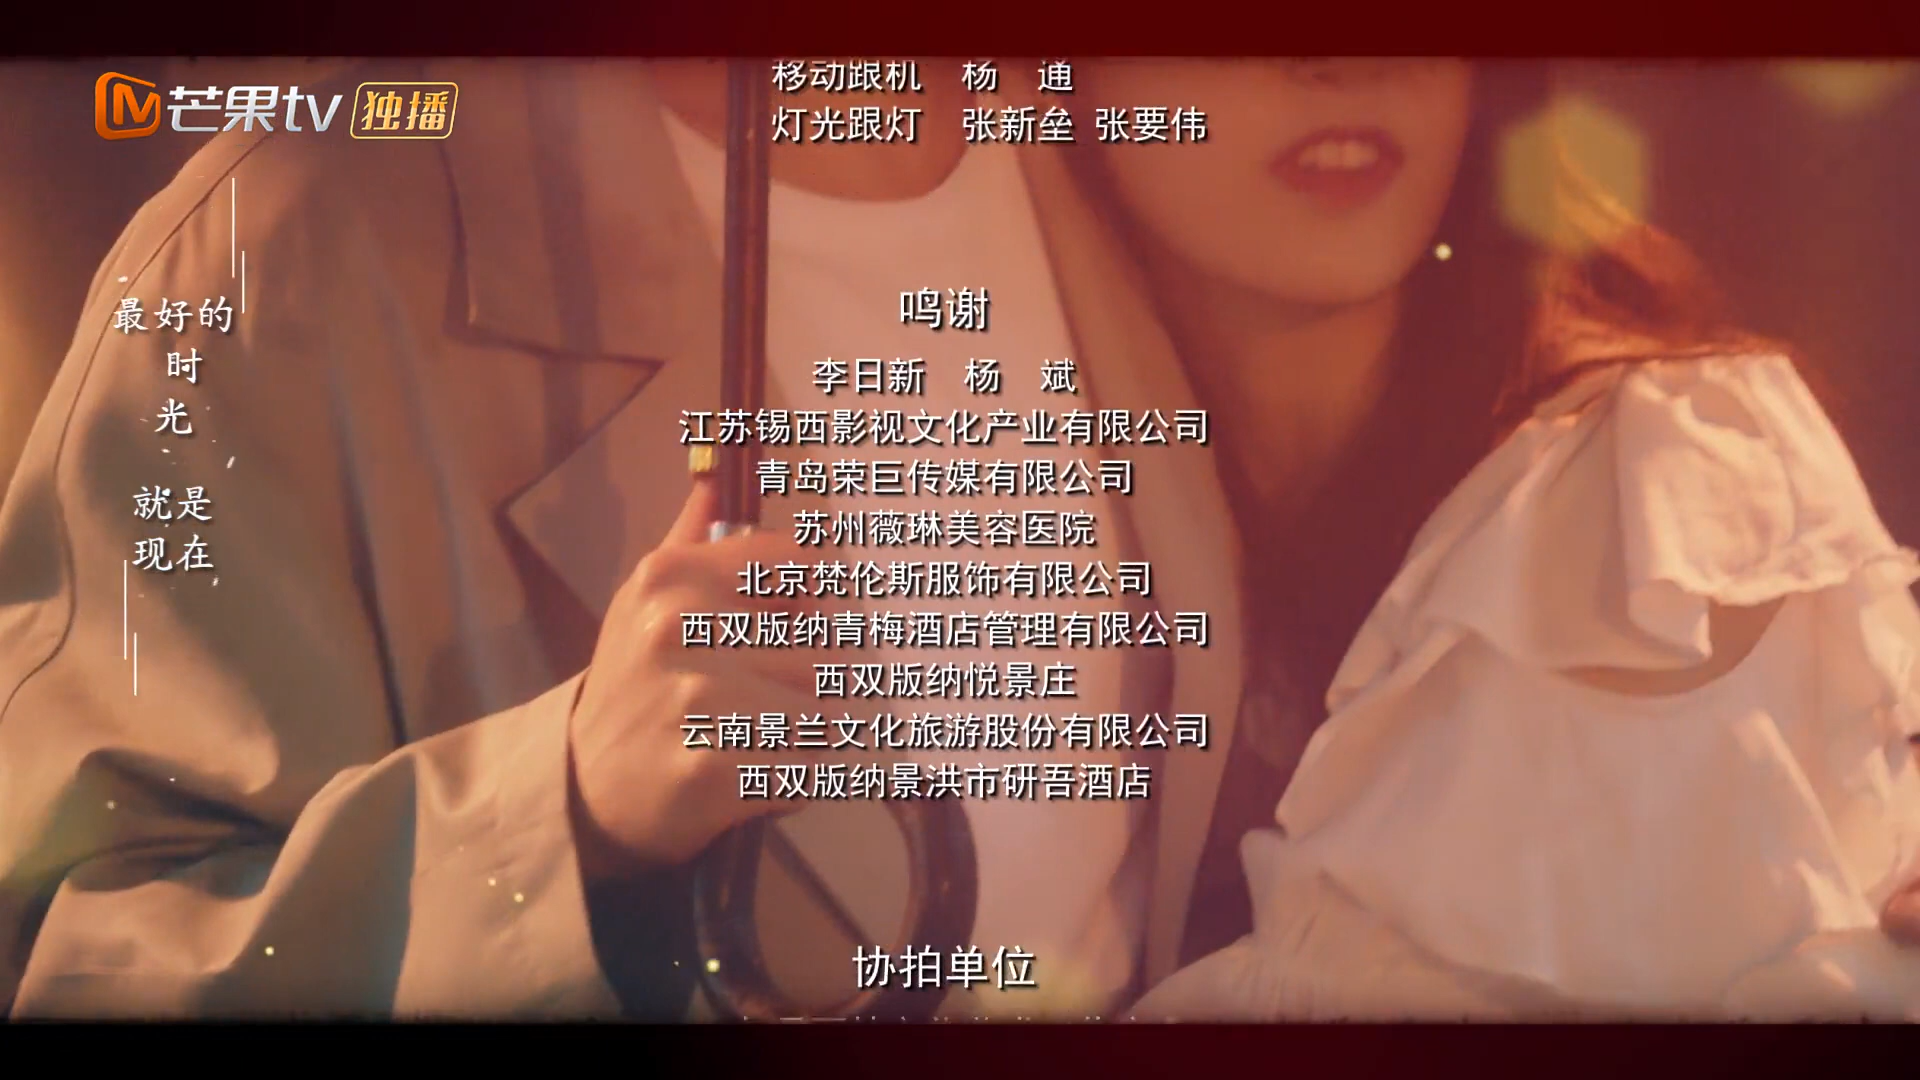 芒果tv 独播
移动跟机 杨 通
灯光跟灯 张新垒 张要伟
最好的
时
光
就是
现在
鸣谢
李日新 杨 斌
江苏锡西影视文化产业有限公司
青岛荣巨传媒有限公司
苏州薇琳美容医院
北京梵伦斯服饰有限公司
西双版纳青梅酒店管理有限公司
西双版纳悦景庄
云南景兰文化旅游股份有限公司
西双版纳景洪市研吾酒店
协拍单位